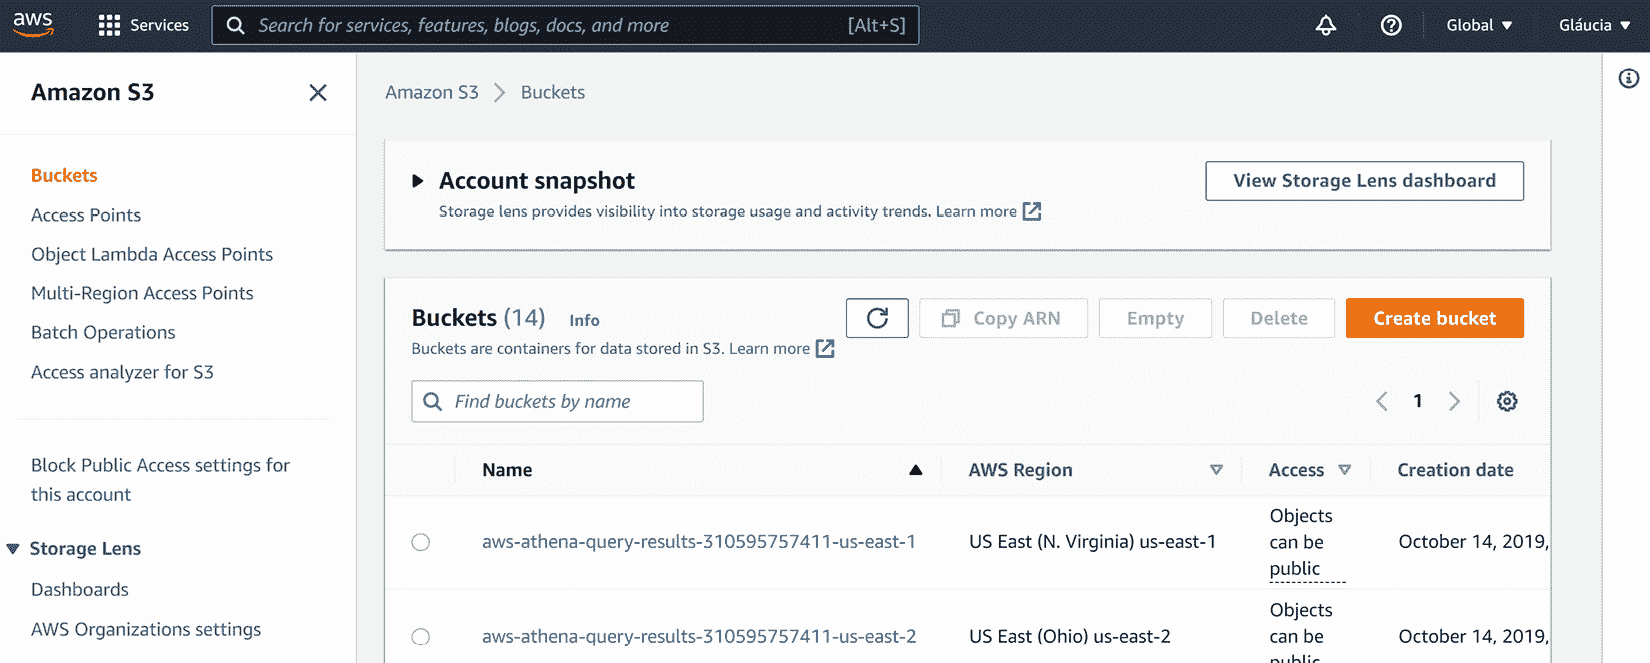 aws Services Search for services, features, blogs, docs, and more [Alt+S] Global ▼ Gláucia ▼
Amazon S3
Buckets
Access Points
Object Lambda Access Points
Multi-Region Access Points
Batch Operations
Access analyzer for S3
Block Public Access settings for
this account
Storage Lens
Dashboards
AWS Organizations settings
Amazon S3 > Buckets
Account snapshot
View Storage Lens dashboard
Storage lens provides visibility into storage usage and activity trends. Learn more
Buckets (14) Info
Copy ARN Empty Delete Create bucket
Buckets are containers for data stored in S3. Learn more
Find buckets by name
1
Name AWS Region Access Creation date
aws-athena-query-results-310595757411-us-east-1 US East (N. Virginia) us-east-1
Objects
can be
public
October 14, 2019,
aws-athena-query-results-310595757411-us-east-2 US East (Ohio) us-east-2
Objects
can be
public
October 14, 2019,